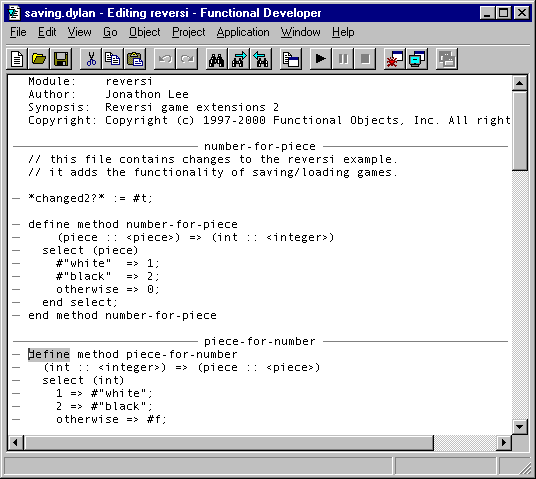 saving.dylan - Editing reversi - Functional Developer
File Edit View Go Object Project Application Window Help
Module:    reversi
Author:    Jonathon Lee
Synopsis:  Reversi game extensions 2
Copyright: Copyright (c) 1997-2000 Functional Objects, Inc. All right
number-for-piece
// this file contains changes to the reversi example.
// it adds the functionality of saving/loading games.
*changed2?* := #t;
define method number-for-piece
    (piece :: <piece>) => (int :: <integer>)
  select (piece)
    #"white"  => 1;
    #"black"  => 2;
    otherwise => 0;
  end select;
end method number-for-piece
piece-for-number
define method piece-for-number
  (int :: <integer>) => (piece :: <piece>)
  select (int)
    1 => #"white";
    2 => #"black";
    otherwise => #f;